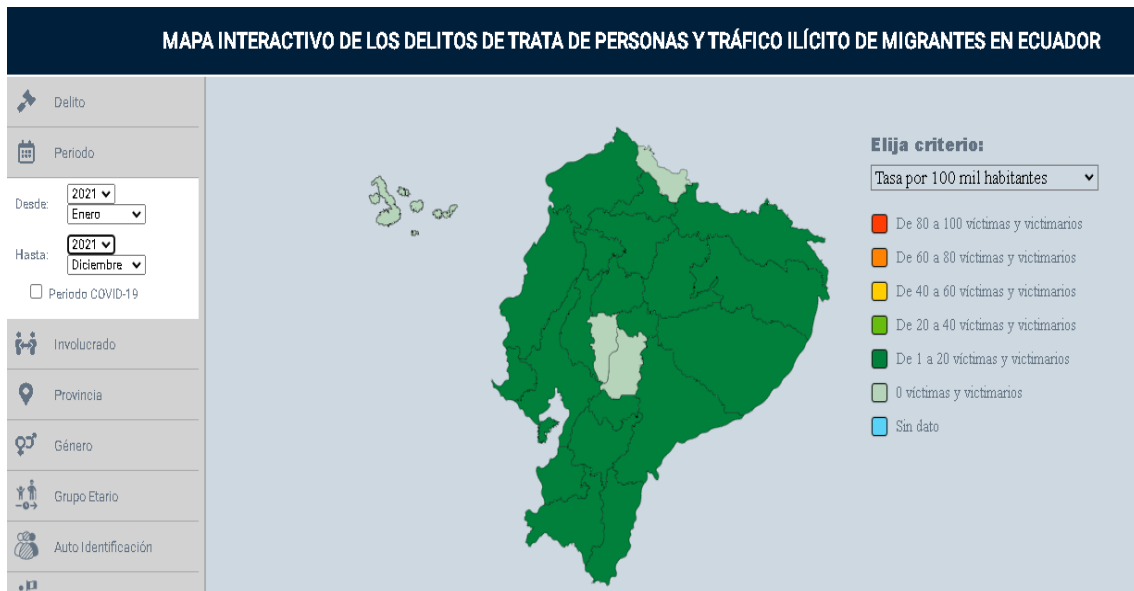 MAPA INTERACTIVO DE LOS DELITOS DE TRATA DE PERSONAS Y TRÁFICO ILÍCITO DE MIGRANTES EN ECUADOR
Delito
Periodo
Desde:
2021
Enero
Hasta:
2021
Diciembre
Periodo COVID-19
Involucrado
Provincia
Género
Grupo Etario
Auto Identificación
Elija criterio:
Tasa por 100 mil habitantes
De 80 a 100 víctimas y victimarios
De 60 a 80 víctimas y victimarios
De 40 a 60 víctimas y victimarios
De 20 a 40 víctimas y victimarios
De 1 a 20 víctimas y victimarios
0 víctimas y victimarios
Sin dato